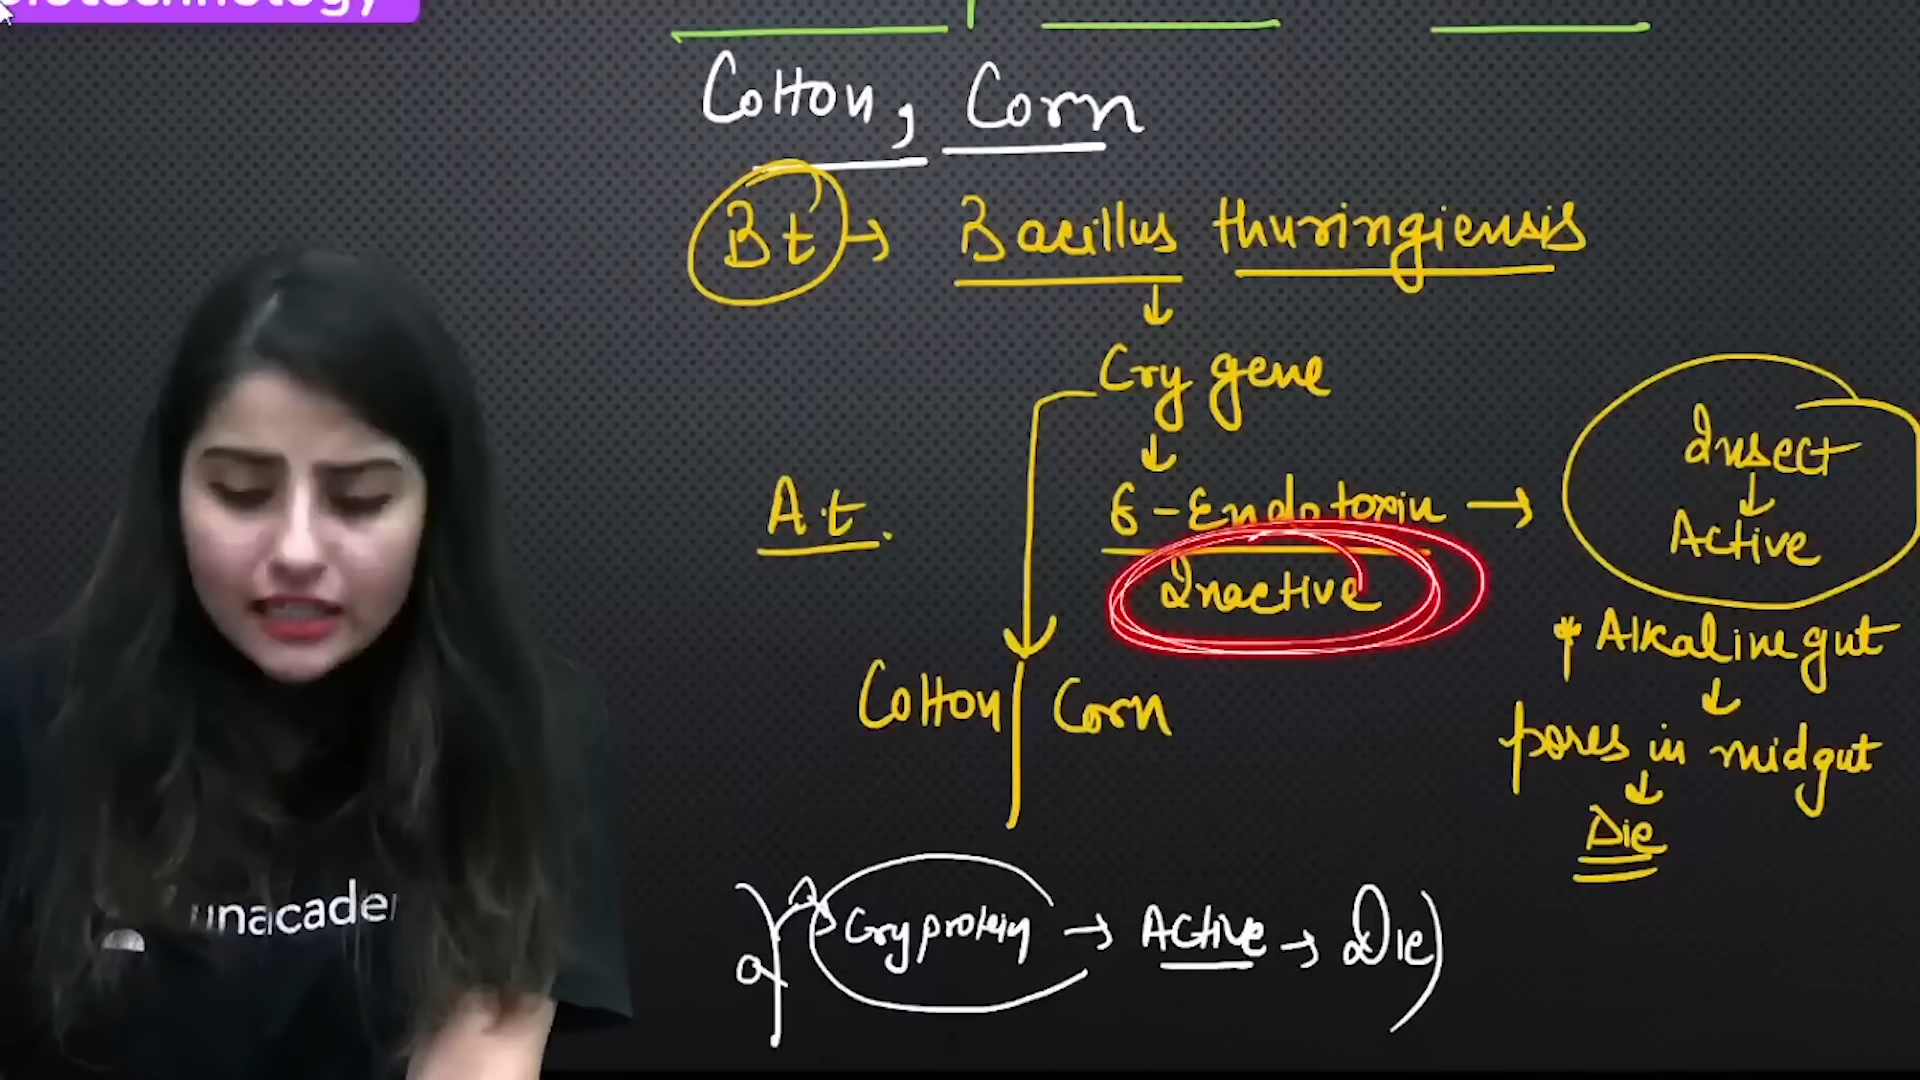 Biotechnology
Cotton, Corn
Bt → Bacillus thuringiensis
↓
Cry gene
↓
A.t.
δ-Endotoxin →
Inactive
Insect
↓
Active
* Alkaline gut
↓
pores in midgut
↓
Die
Cotton Corn
Cry protein → Active → Die
unacade